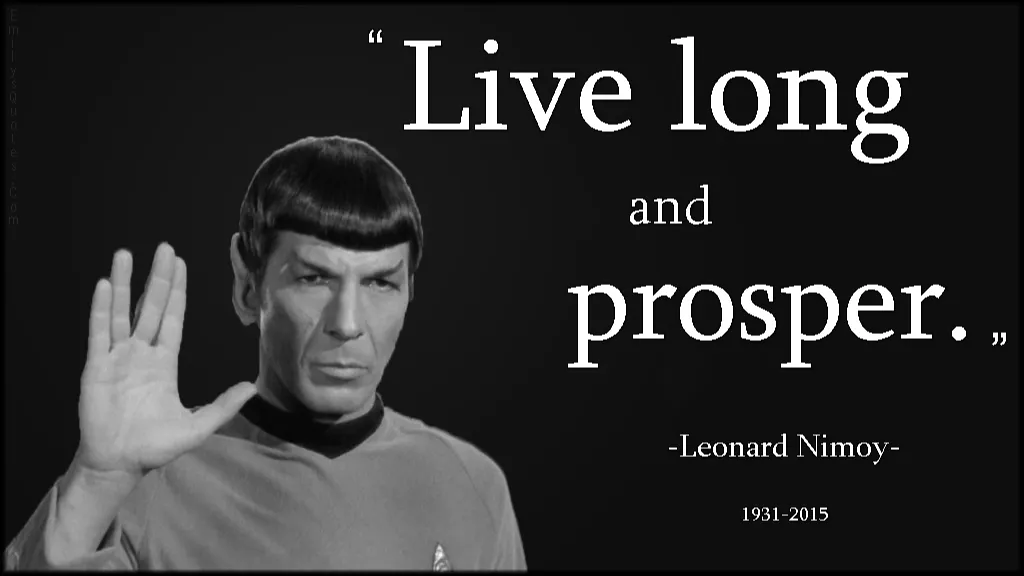 “Live long
and
prosper.„
-Leonard Nimoy-
1931-2015